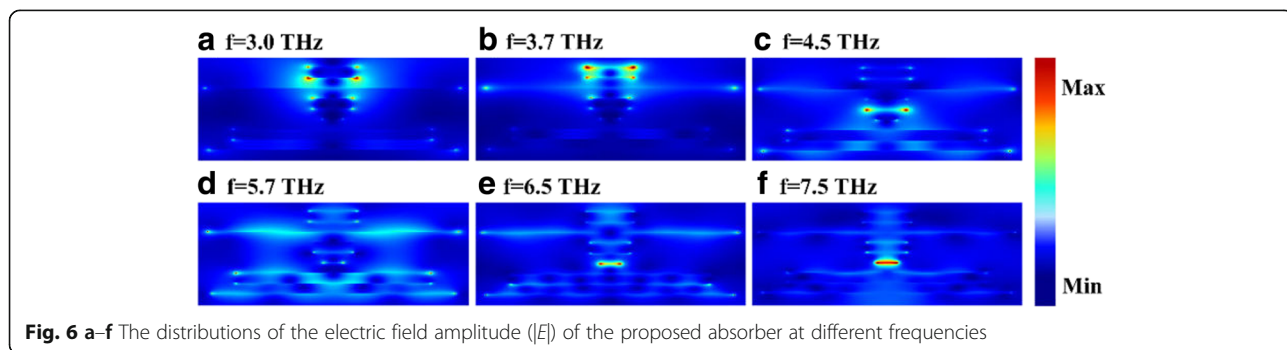 a f=3.0 THz
b f=3.7 THz
c f=4.5 THz
Max
d f=5.7 THz
e f=6.5 THz
f f=7.5 THz
Min
Fig. 6 a–f The distributions of the electric field amplitude (|E|) of the proposed absorber at different frequencies